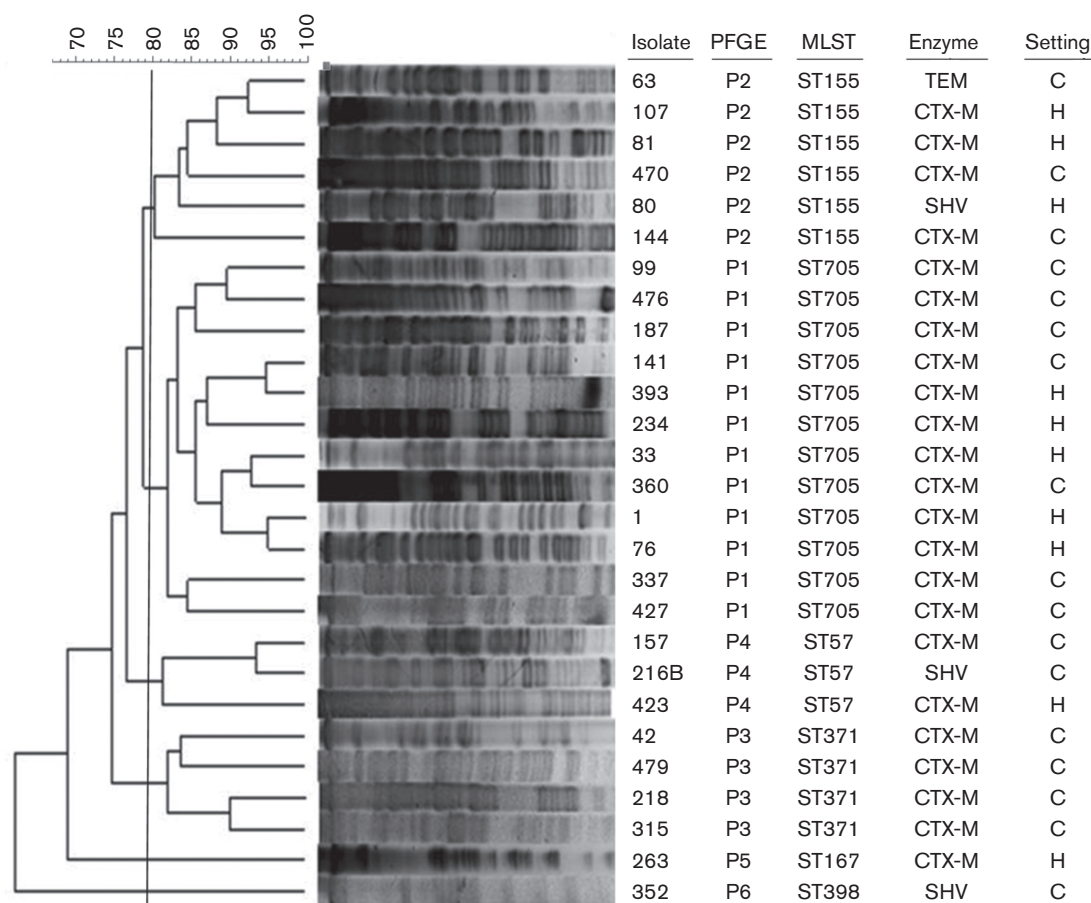 70 75 80 85 90 95 100
Isolate PFGE MLST Enzyme Setting
63 P2 ST155 TEM C
107 P2 ST155 CTX-M H
81 P2 ST155 CTX-M H
470 P2 ST155 CTX-M C
80 P2 ST155 SHV H
144 P2 ST155 CTX-M C
99 P1 ST705 CTX-M C
476 P1 ST705 CTX-M C
187 P1 ST705 CTX-M C
141 P1 ST705 CTX-M C
393 P1 ST705 CTX-M H
234 P1 ST705 CTX-M H
33 P1 ST705 CTX-M H
360 P1 ST705 CTX-M C
1 P1 ST705 CTX-M H
76 P1 ST705 CTX-M H
337 P1 ST705 CTX-M C
427 P1 ST705 CTX-M C
157 P4 ST57 CTX-M C
216B P4 ST57 SHV C
423 P4 ST57 CTX-M H
42 P3 ST371 CTX-M C
479 P3 ST371 CTX-M C
218 P3 ST371 CTX-M C
315 P3 ST371 CTX-M C
263 P5 ST167 CTX-M H
352 P6 ST398 SHV C